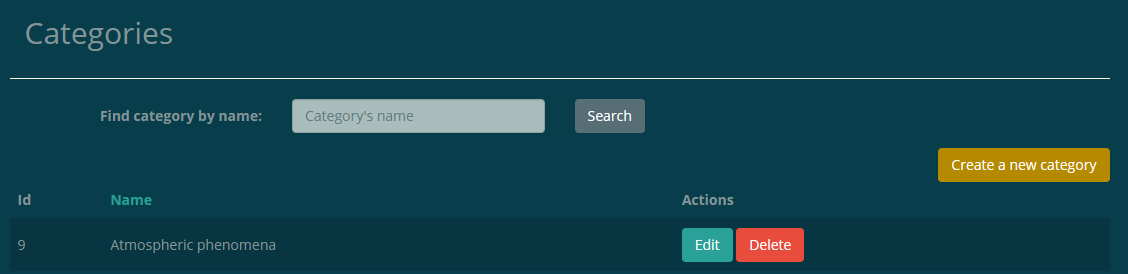 Categories
Find category by name: Category's name Search
Create a new category
Id Name Actions
9 Atmospheric phenomena Edit Delete